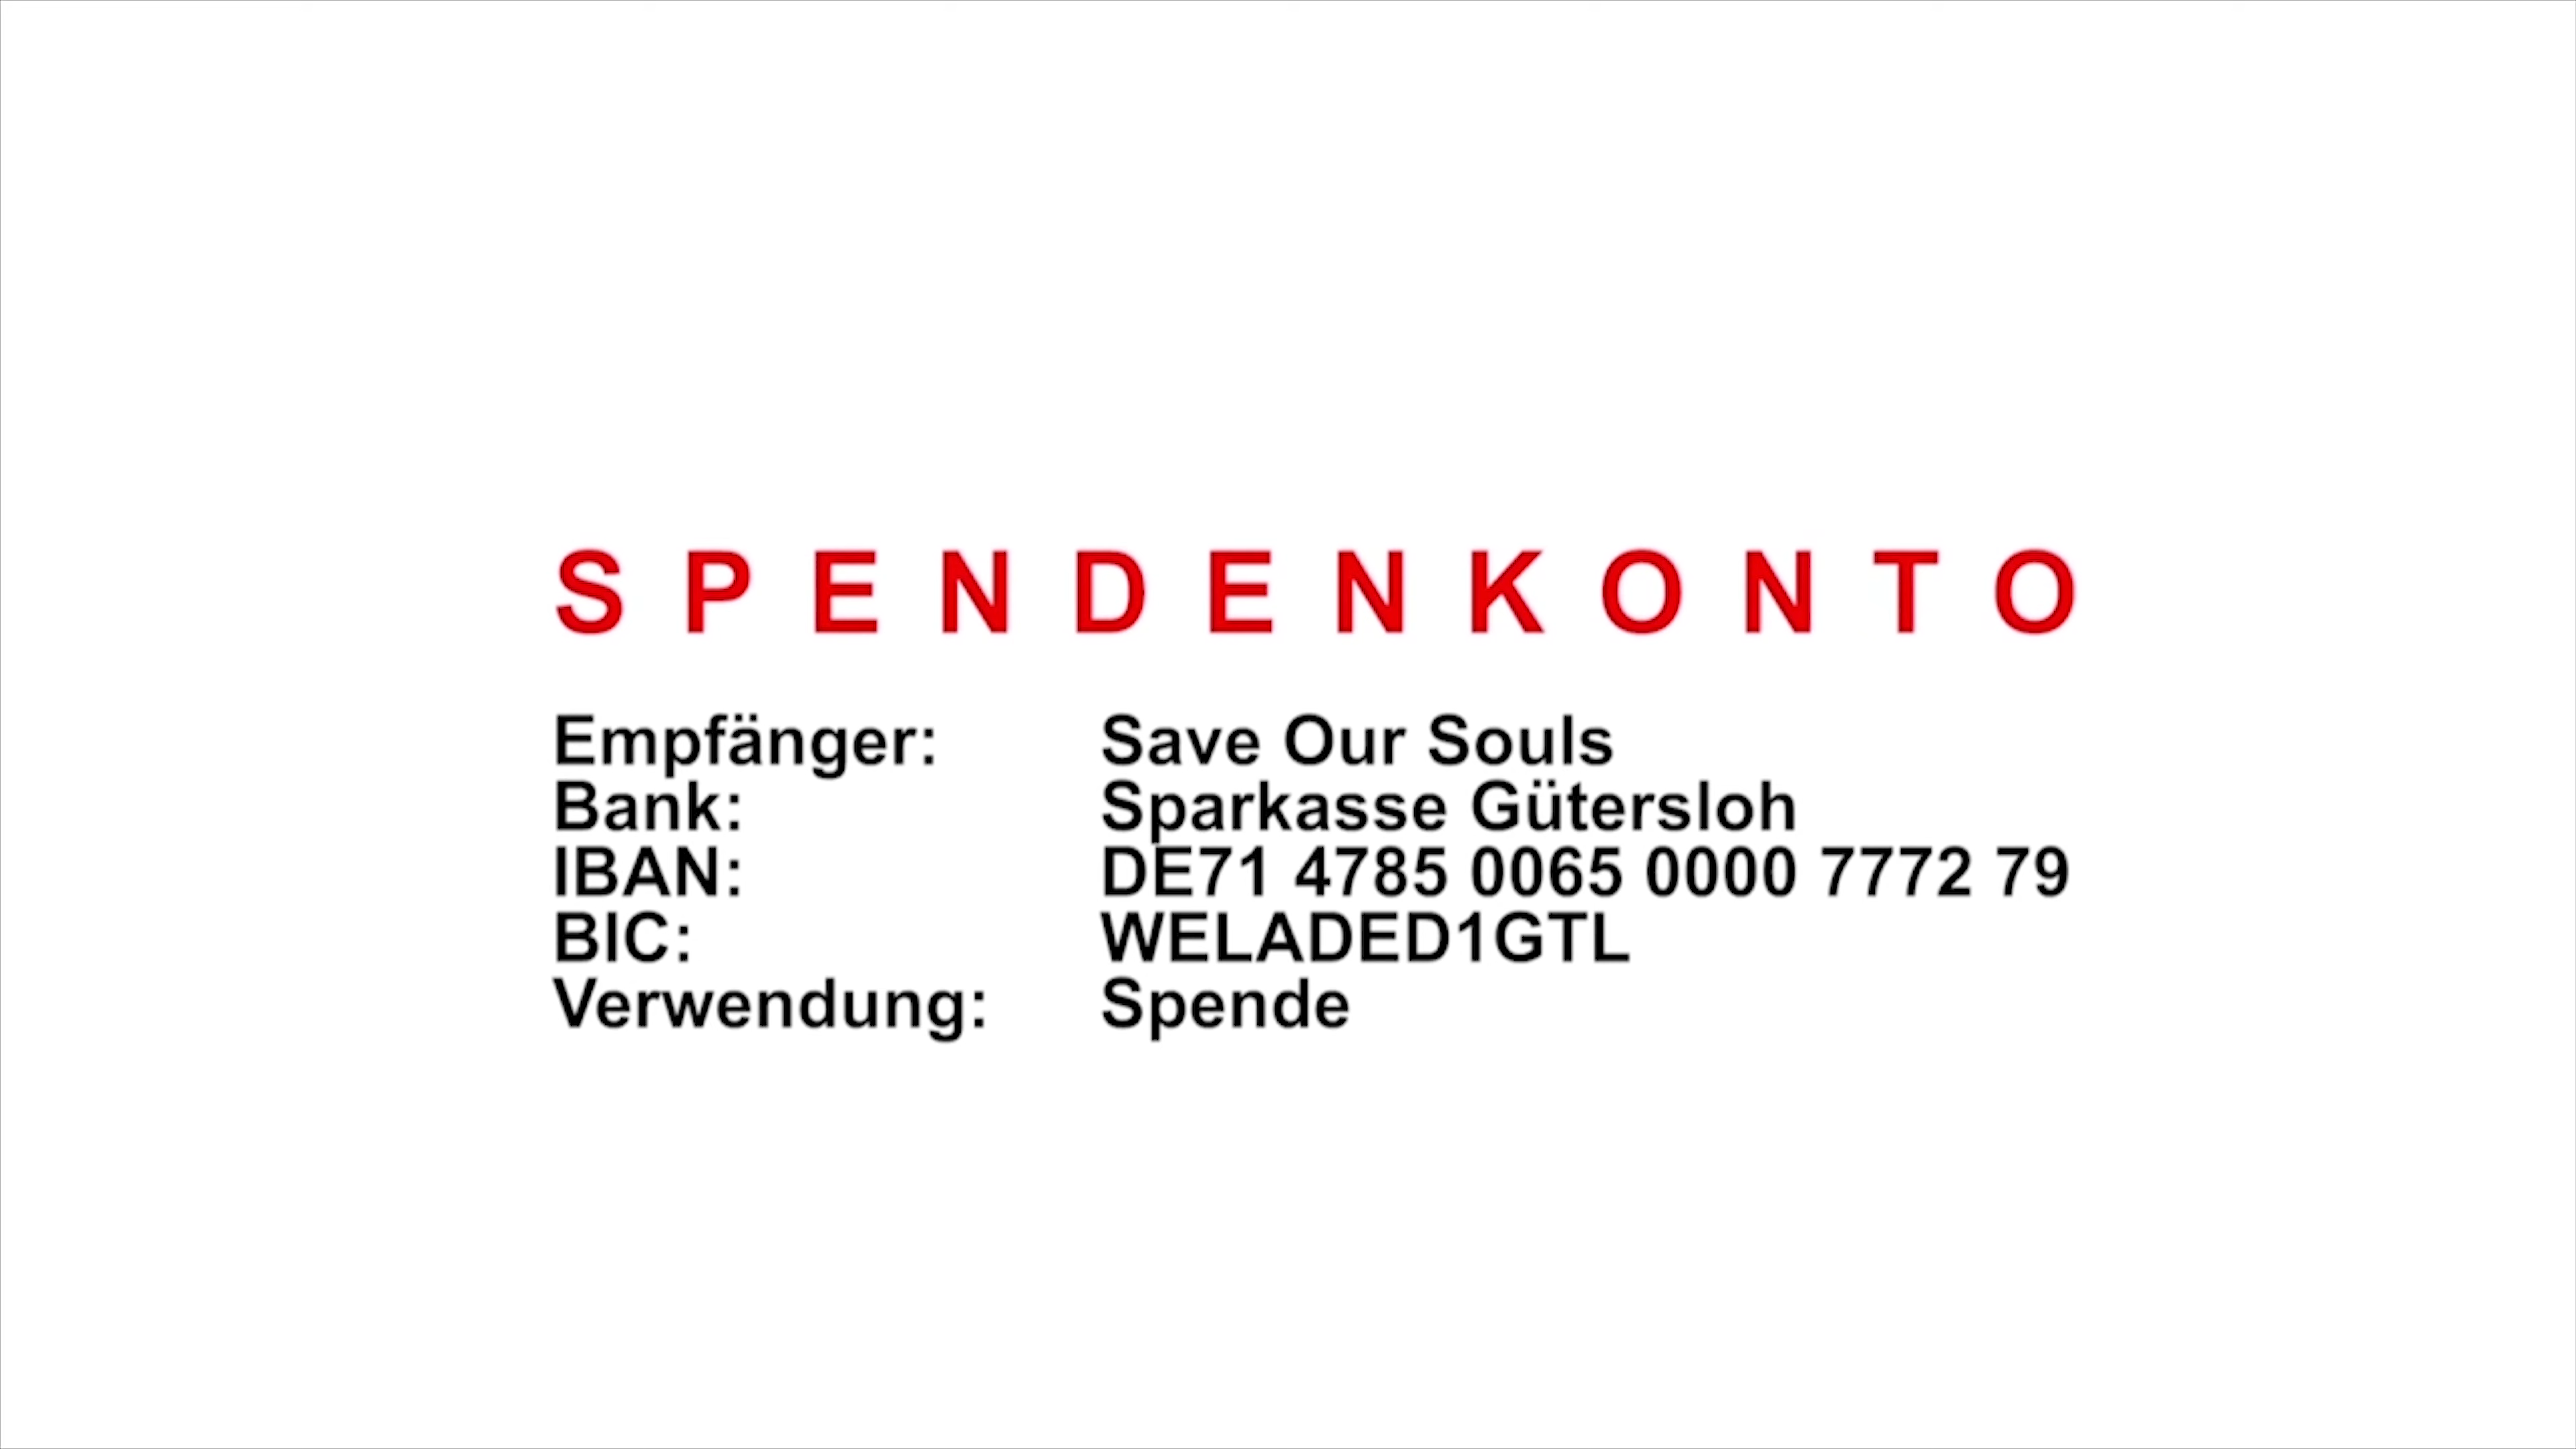 SPENDENKONTO
Empfänger: Save Our Souls
Bank: Sparkasse Gütersloh
IBAN: DE71 4785 0065 0000 7772 79
BIC: WELADED1GTL
Verwendung: Spende